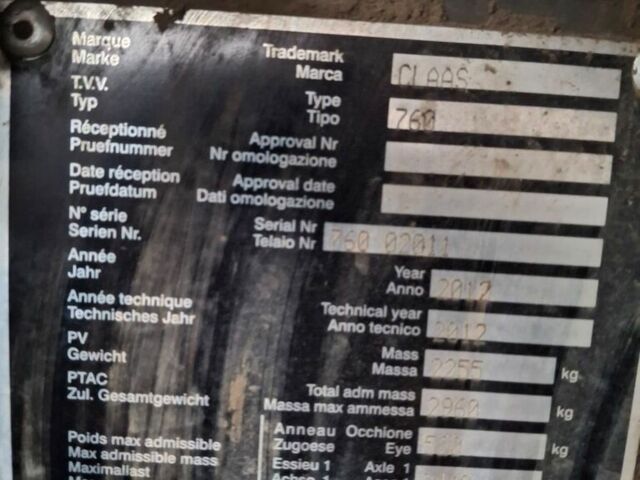 Marque
Marke Trademark Marca CLAAS
T.V.V.
Typ Type Tipo 760
Réceptionné
Pruefnummer Approval Nr
Nr omologazione
Date réception
Pruefdatum Approval date
Dati omologazione
N° série
Serien Nr. Serial Nr
Telaio Nr 760 02011
Année
Jahr Year
Anno 2012
Année technique
Technisches Jahr Technical year
Anno tecnico 2012
PV
Gewicht Mass
Massa 2255 kg
PTAC
Zul. Gesamtgewicht Total adm mass
Massa max ammessa 2960 kg
Poids max admissible
Max admissible mass
Maximallast
Anneau Occhione
Zugoese Eye kg
Essieu 1 Axle 1